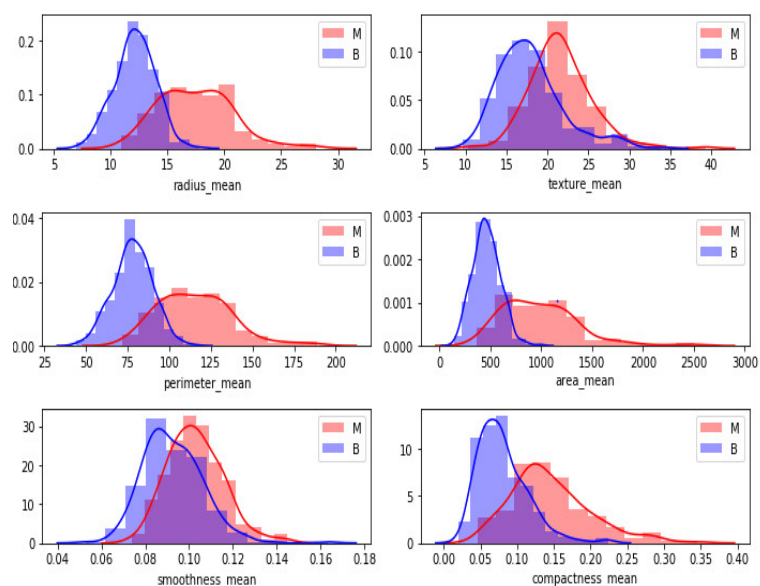 0.2
0.1
0.0
M
B
5 10 15 20 25 30
radius_mean
0.10
0.05
0.00
M
B
10 15 20 25 30 35 40
texture_mean
0.04
0.02
0.00
M
B
25 50 75 100 125 150 175 200
perimeter_mean
0.003
0.002
0.001
0.000
M
B
0 500 1000 1500 2000 2500 3000
area_mean
30
20
10
0
M
B
0.04 0.06 0.08 0.10 0.12 0.14 0.16 0.18
smoothness_mean
10
5
0
M
B
0.00 0.05 0.10 0.15 0.20 0.25 0.30 0.35 0.40
compactness_mean